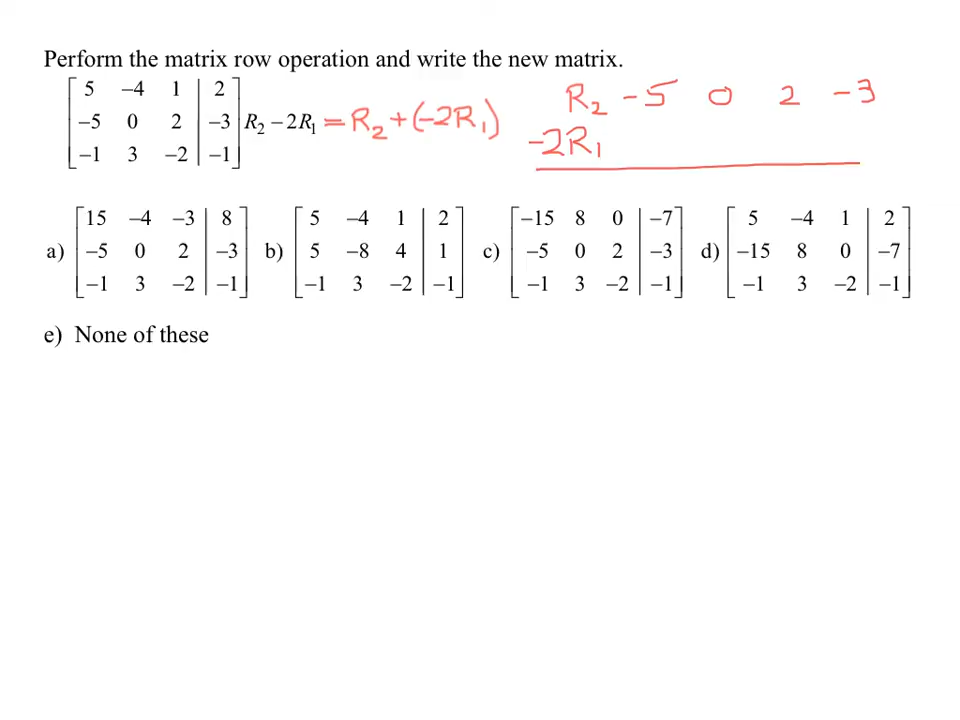 Perform the matrix row operation and write the new matrix.
5 –4 1 2
–5 0 2 –3 R₂ – 2R₁ = R₂ + (-2R₁)
–1 3 –2 –1
R₂ -5 0 2 -3
-2R₁
a) 15 –4 –3 8
–5 0 2 –3
–1 3 –2 –1
b) 5 –4 1 2
5 –8 4 1
–1 3 –2 –1
c) –15 8 0 –7
–5 0 2 –3
–1 3 –2 –1
d) 5 –4 1 2
–15 8 0 –7
–1 3 –2 –1
e) None of these